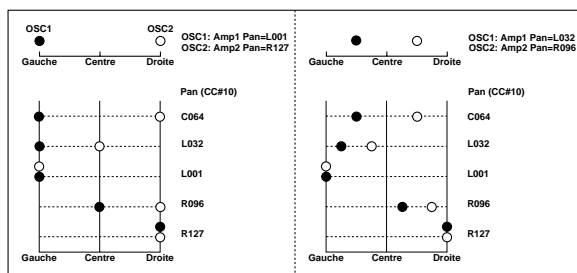 OSC1 OSC2
OSC1: Amp1 Pan=L001
OSC2: Amp2 Pan=R127
Gauche Centre Droite
Pan (CC#10)
C064
L032
L001
R096
R127
Gauche Centre Droite
OSC1: Amp1 Pan=L032
OSC2: Amp2 Pan=R096
Gauche Centre Droite
Pan (CC#10)
C064
L032
L001
R096
R127
Gauche Centre Droite